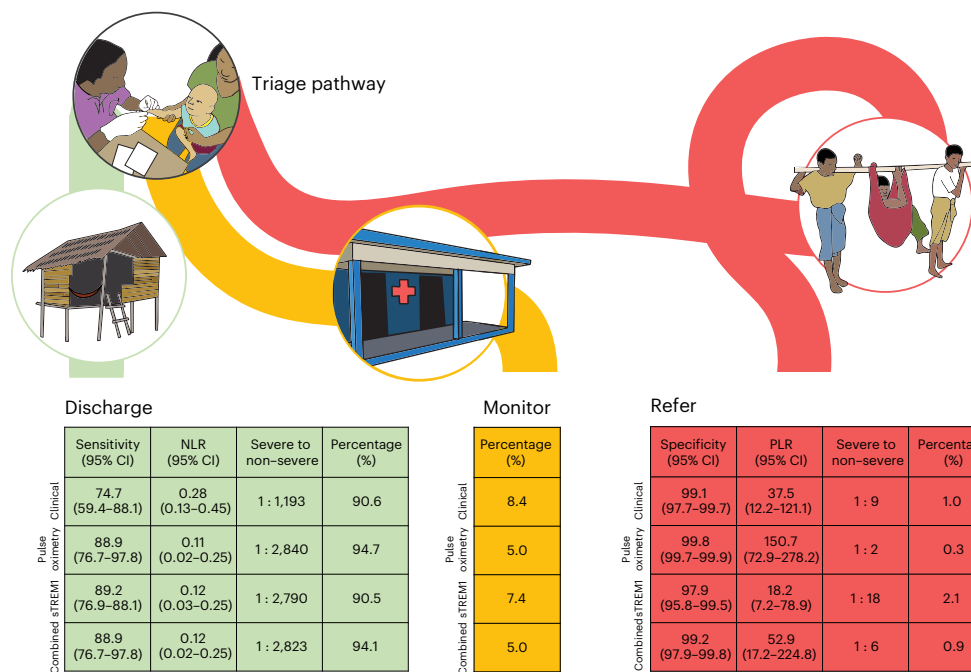 Triage pathway
Discharge
Sensitivity (95% CI) NLR (95% CI) Severe to non-severe Percentage (%)
Clinical 74.7 (59.4–88.1) 0.28 (0.13–0.45) 1 : 1,193 90.6
Pulse oximetry 88.9 (76.7–97.8) 0.11 (0.02–0.25) 1 : 2,840 94.7
sTREM1 89.2 (76.9–88.1) 0.12 (0.03–0.25) 1 : 2,790 90.5
Combined 88.9 (76.7–97.8) 0.12 (0.02–0.25) 1 : 2,823 94.1
Monitor
Percentage (%)
Clinical 8.4
Pulse oximetry 5.0
sTREM1 7.4
Combined 5.0
Refer
Specificity (95% CI) PLR (95% CI) Severe to non-severe Percenta (%)
Clinical 99.1 (97.7–99.7) 37.5 (12.2–121.1) 1 : 9 1.0
Pulse oximetry 99.8 (99.7–99.9) 150.7 (72.9–278.2) 1 : 2 0.3
sTREM1 97.9 (95.8–99.5) 18.2 (7.2–78.9) 1 : 18 2.1
Combined 99.2 (97.9–99.8) 52.9 (17.2–224.8) 1 : 6 0.9